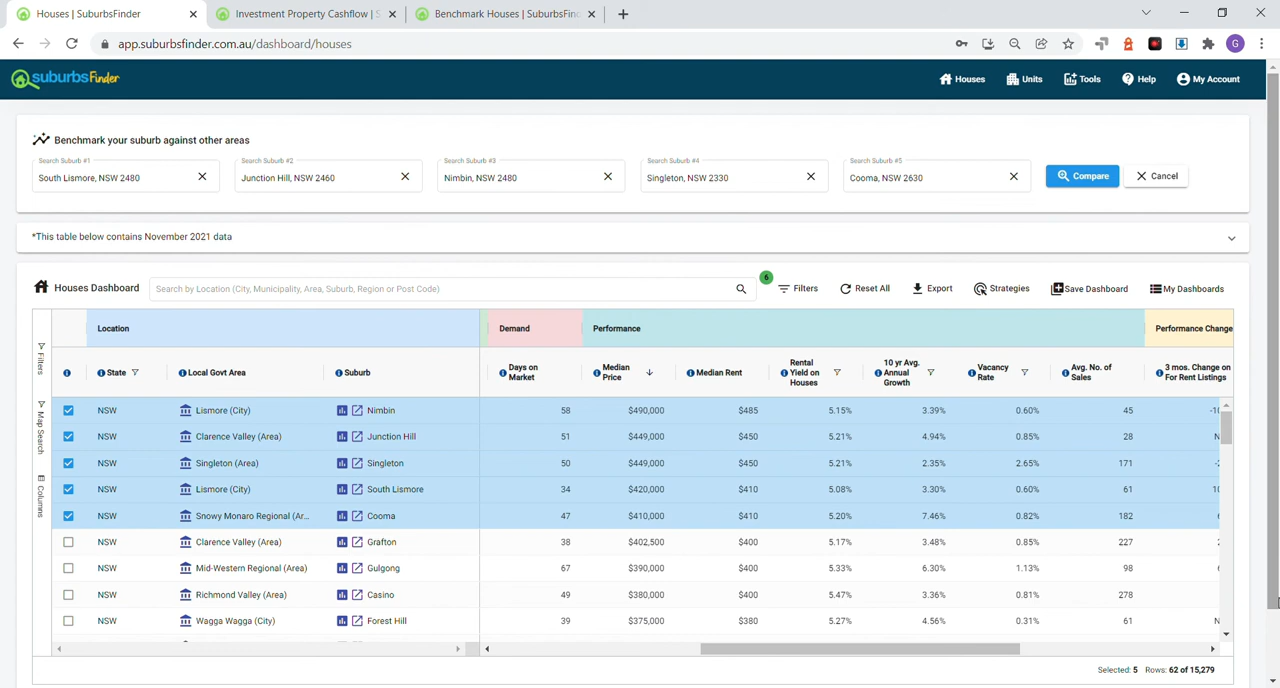 Houses | SuburbsFinder
Investment Property Cashflow | S
Benchmark Houses | SuburbsFin
app.suburbsfinder.com.au/dashboard/houses
G
suburbsFinder
Houses
Units
Tools
Help
My Account
Benchmark your suburb against other areas
Search Suburb #1
Search Suburb #2
Search Suburb #3
Search Suburb #4
Search Suburb #5
South Lismore, NSW 2480
Junction Hill, NSW 2460
Nimbin, NSW 2480
Singleton, NSW 2330
Cooma, NSW 2630
Compare
Cancel
*This table below contains November 2021 data
Houses Dashboard
Search by Location (City, Municipality, Area, Suburb, Region or Post Code)
6
Filters
Reset All
Export
Strategies
Save Dashboard
My Dashboards
Filters
Map Search
Columns
Location
Demand
Performance
Performance Change
State
Local Govt Area
Suburb
Days on
Market
Median
Price
Median Rent
Rental
Yield on
Houses
10 yr Avg.
Annual
Growth
Vacancy
Rate
Avg. No. of
Sales
3 mos. Change on
For Rent Listings
NSW Lismore (City) Nimbin 58 $490,000 $485 5.15% 3.39% 0.60% 45 -10
NSW Clarence Valley (Area) Junction Hill 51 $449,000 $450 5.21% 4.94% 0.85% 28 N
NSW Singleton (Area) Singleton 50 $449,000 $450 5.21% 2.35% 2.65% 171
NSW Lismore (City) South Lismore 34 $420,000 $410 5.08% 3.30% 0.60% 61 10
NSW Snowy Monaro Regional (Ar... Cooma 47 $410,000 $410 5.20% 7.46% 0.82% 182
NSW Clarence Valley (Area) Grafton 38 $402,500 $400 5.17% 3.48% 0.85% 227
NSW Mid-Western Regional (Area) Gulgong 67 $390,000 $400 5.33% 6.30% 1.13% 98
NSW Richmond Valley (Area) Casino 49 $380,000 $400 5.47% 3.36% 0.81% 278
NSW Wagga Wagga (City) Forest Hill 39 $375,000 $380 5.27% 4.56% 0.31% 61 N
Selected: 5 Rows: 62 of 15,279